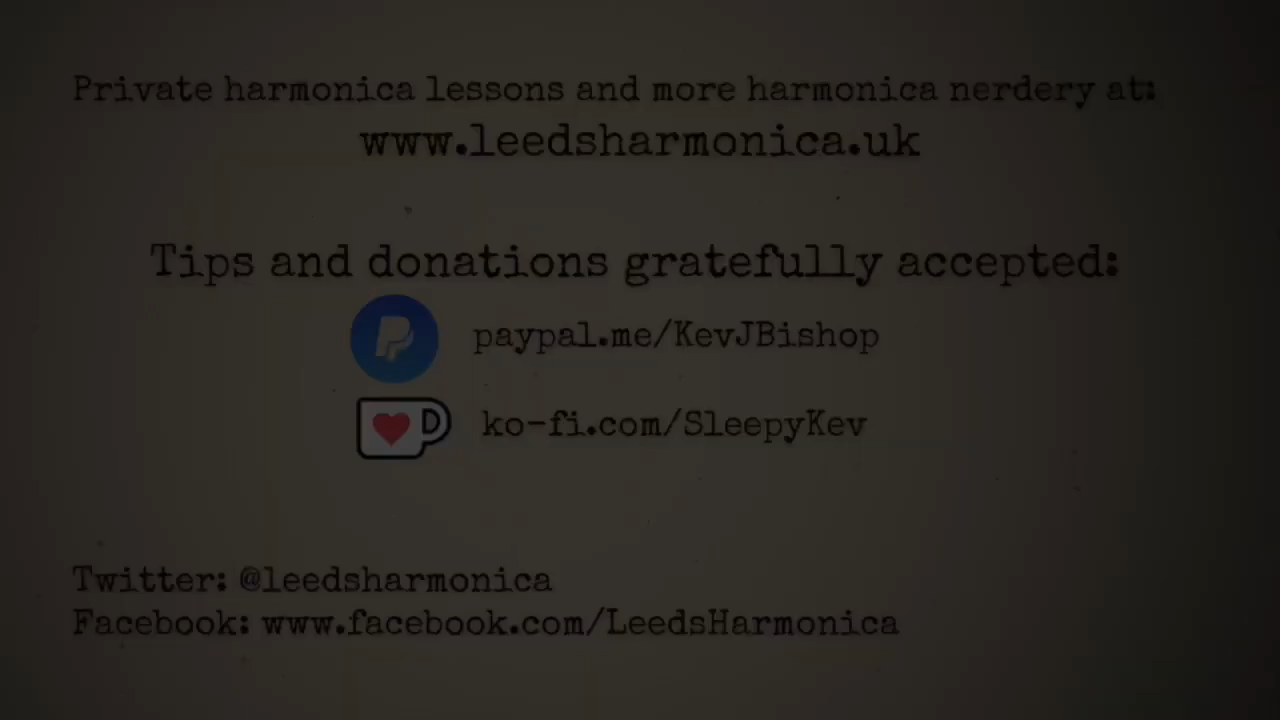 Private harmonica lessons and more harmonica nerdery at:
www.leedsharmonica.uk
Tips and donations gratefully accepted:
paypal.me/KevJBishop
ko-fi.com/SleepyKev
Twitter: @leedsharmonica
Facebook: www.facebook.com/LeedsHarmonica